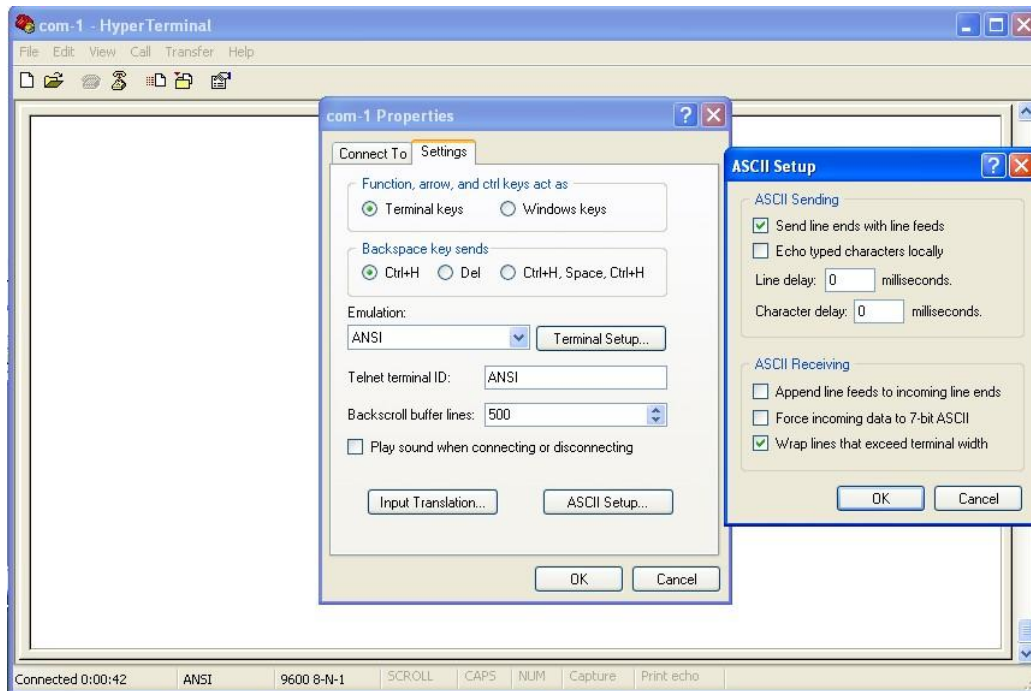 com-1 - HyperTerminal
File Edit View Call Transfer Help
com-1 Properties
Connect To Settings
Function, arrow, and ctrl keys act as
Terminal keys Windows keys
Backspace key sends
Ctrl+H Del Ctrl+H, Space, Ctrl+H
Emulation:
ANSI Terminal Setup...
Telnet terminal ID: ANSI
Backscroll buffer lines: 500
Play sound when connecting or disconnecting
Input Translation... ASCII Setup...
OK Cancel
ASCII Setup
ASCII Sending
Send line ends with line feeds
Echo typed characters locally
Line delay: 0 milliseconds.
Character delay: 0 milliseconds.
ASCII Receiving
Append line feeds to incoming line ends
Force incoming data to 7-bit ASCII
Wrap lines that exceed terminal width
OK Cancel
Connected 0:00:42 ANSI 9600 8-N-1 SCROLL CAPS NUM Capture Print echo